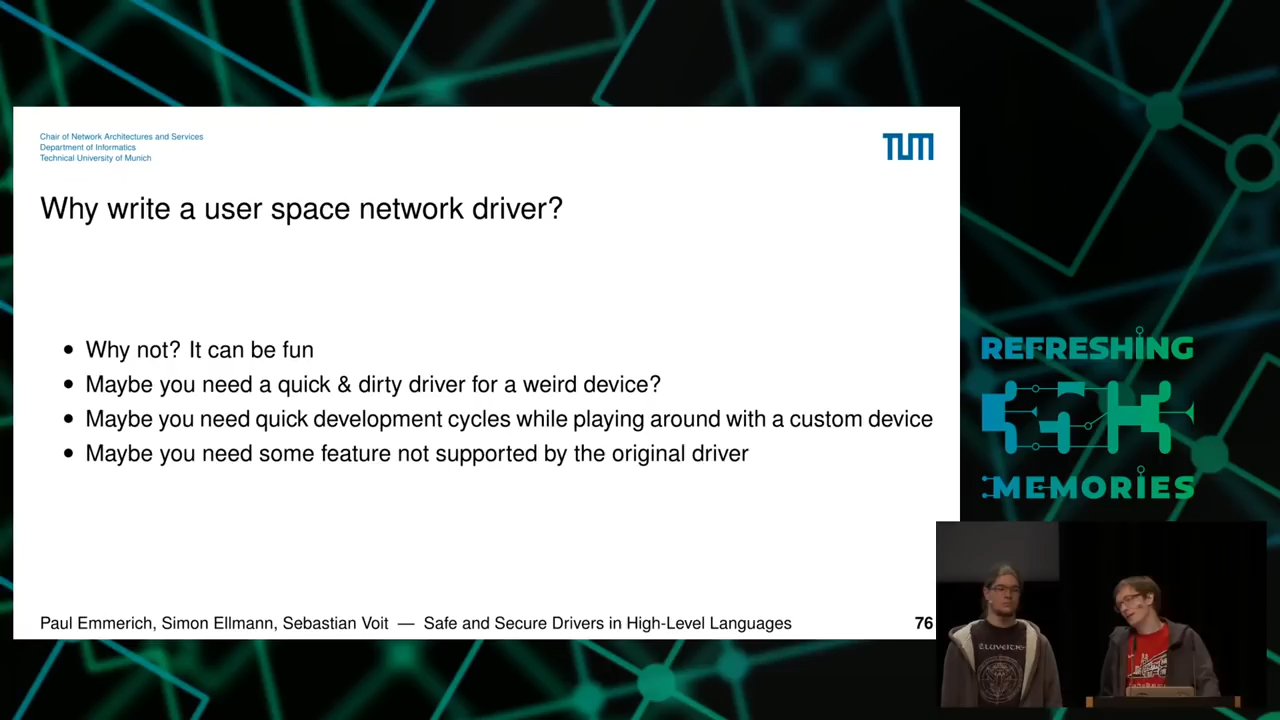 Chair of Network Architectures and Services
Department of Informatics
Technical University of Munich
TUM
Why write a user space network driver?
• Why not? It can be fun
• Maybe you need a quick & dirty driver for a weird device?
• Maybe you need quick development cycles while playing around with a custom device
• Maybe you need some feature not supported by the original driver
Paul Emmerich, Simon Ellmann, Sebastian Voit — Safe and Secure Drivers in High-Level Languages
76
REFRESHING
MEMORIES
ELUVEITIE